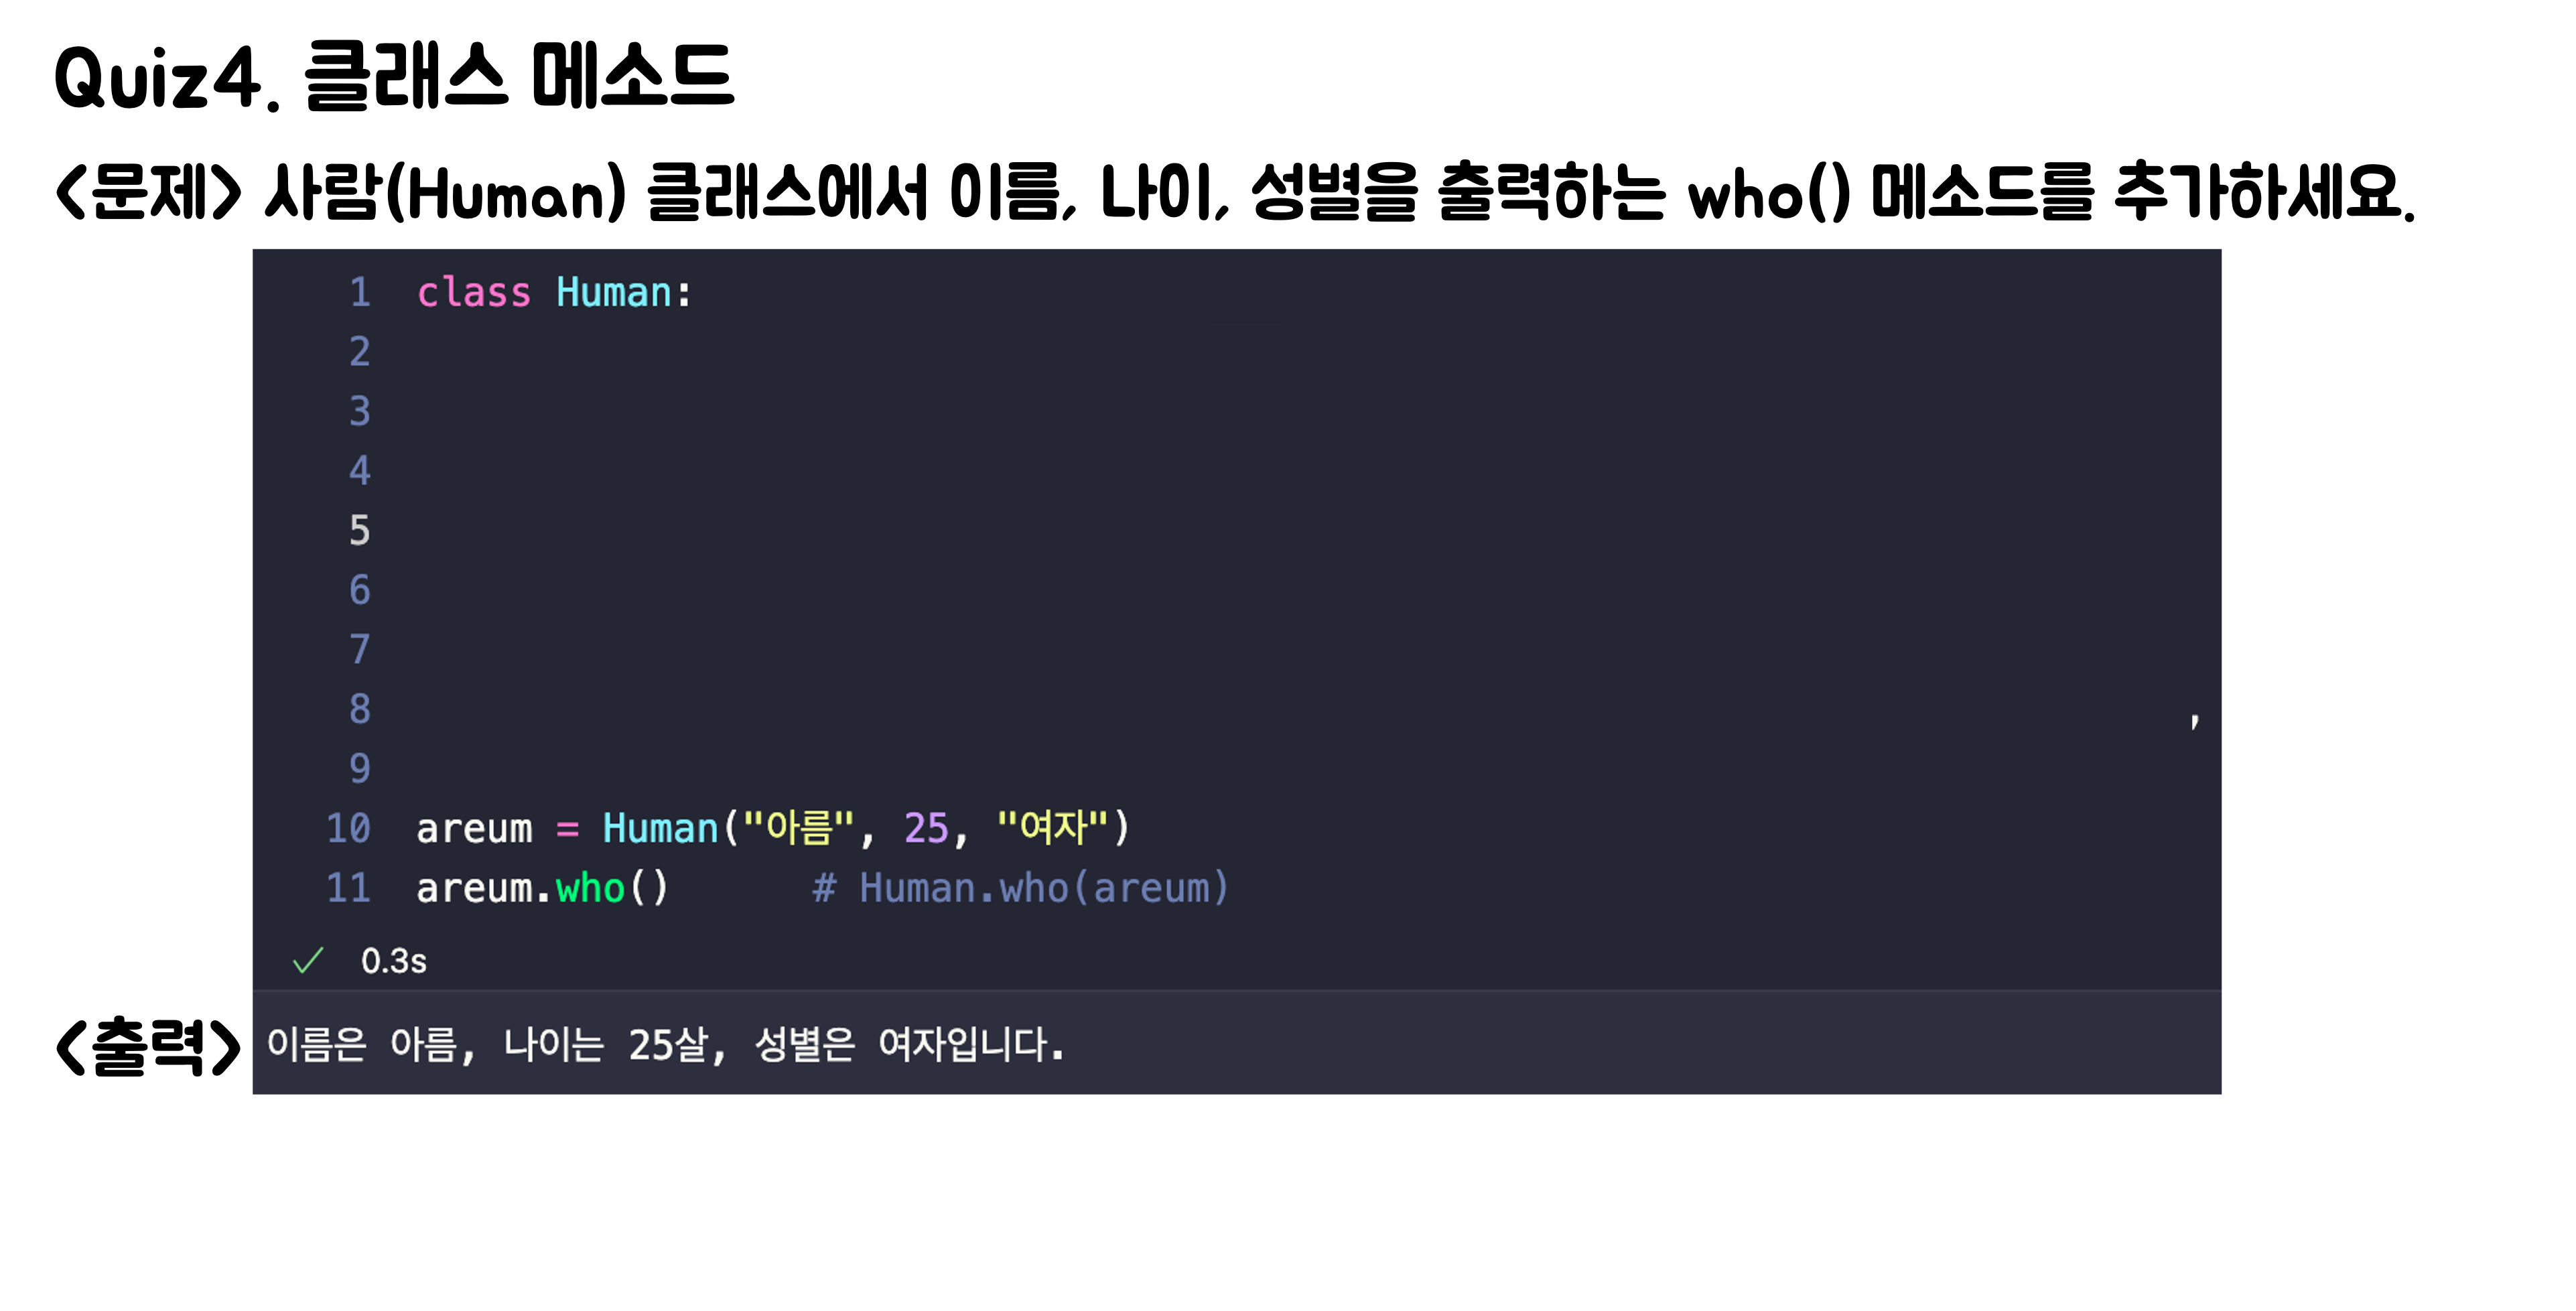 Quiz4. 클래스 메소드
<문제> 사람(Human) 클래스에서 이름, 나이, 성별을 출력하는 who() 메소드를 추가하세요.
1 class Human:
2
3
4
5
6
7
8 ,
9
10 areum = Human("아름", 25, "여자")
11 areum.who() # Human.who(areum)
✓ 0.3s
<출력> 이름은 아름, 나이는 25살, 성별은 여자입니다.